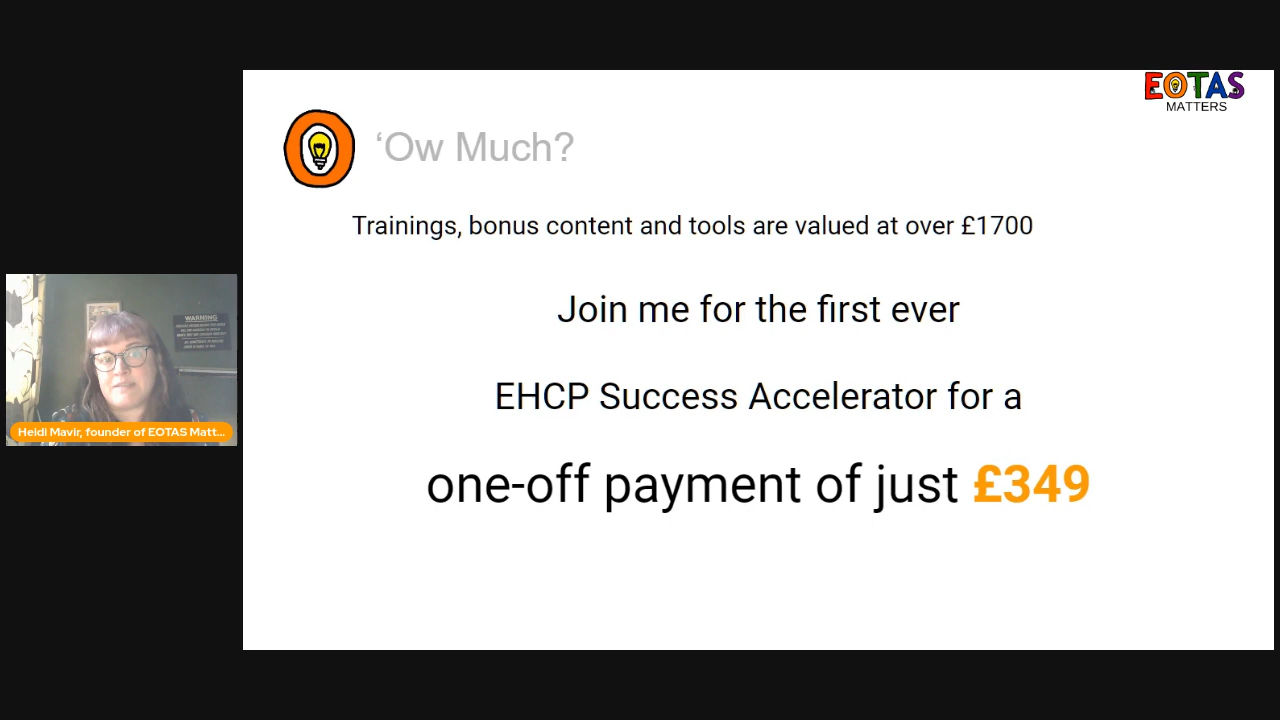 EOTAS
MATTERS
‘Ow Much?
Trainings, bonus content and tools are valued at over £1700
Join me for the first ever
EHCP Success Accelerator for a
one-off payment of just £349
WARNING
Heidi Mavir, founder of EOTAS Matt...